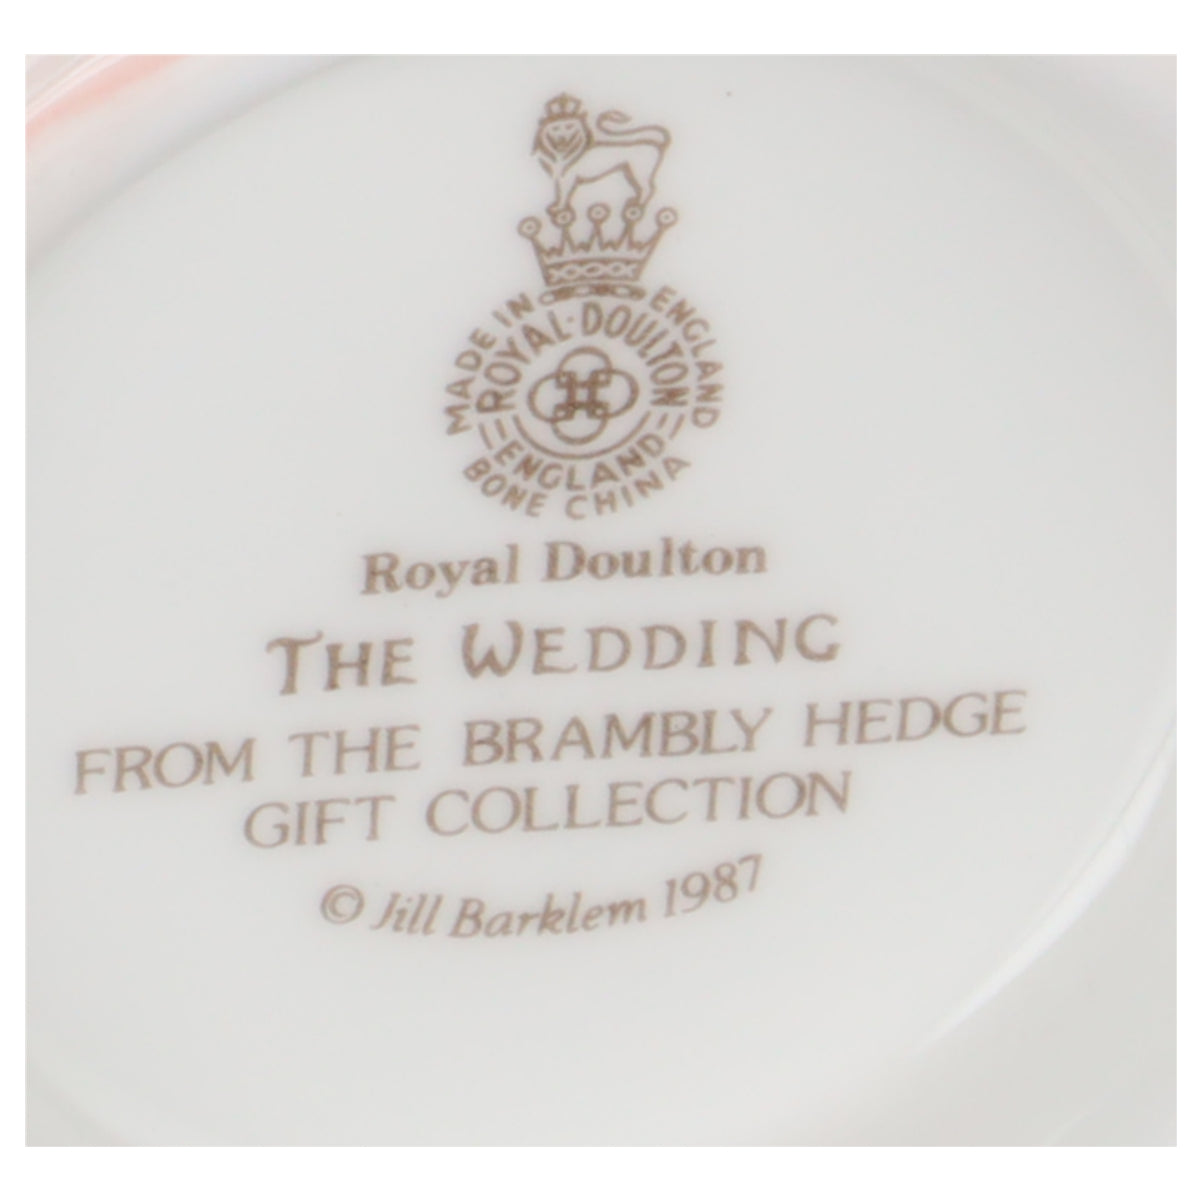 MADE IN ENGLAND
ROYAL·DOULTON
ENGLAND
BONE CHINA
Royal Doulton
THE WEDDING
FROM THE BRAMBLY HEDGE
GIFT COLLECTION
© Jill Barklem 1987